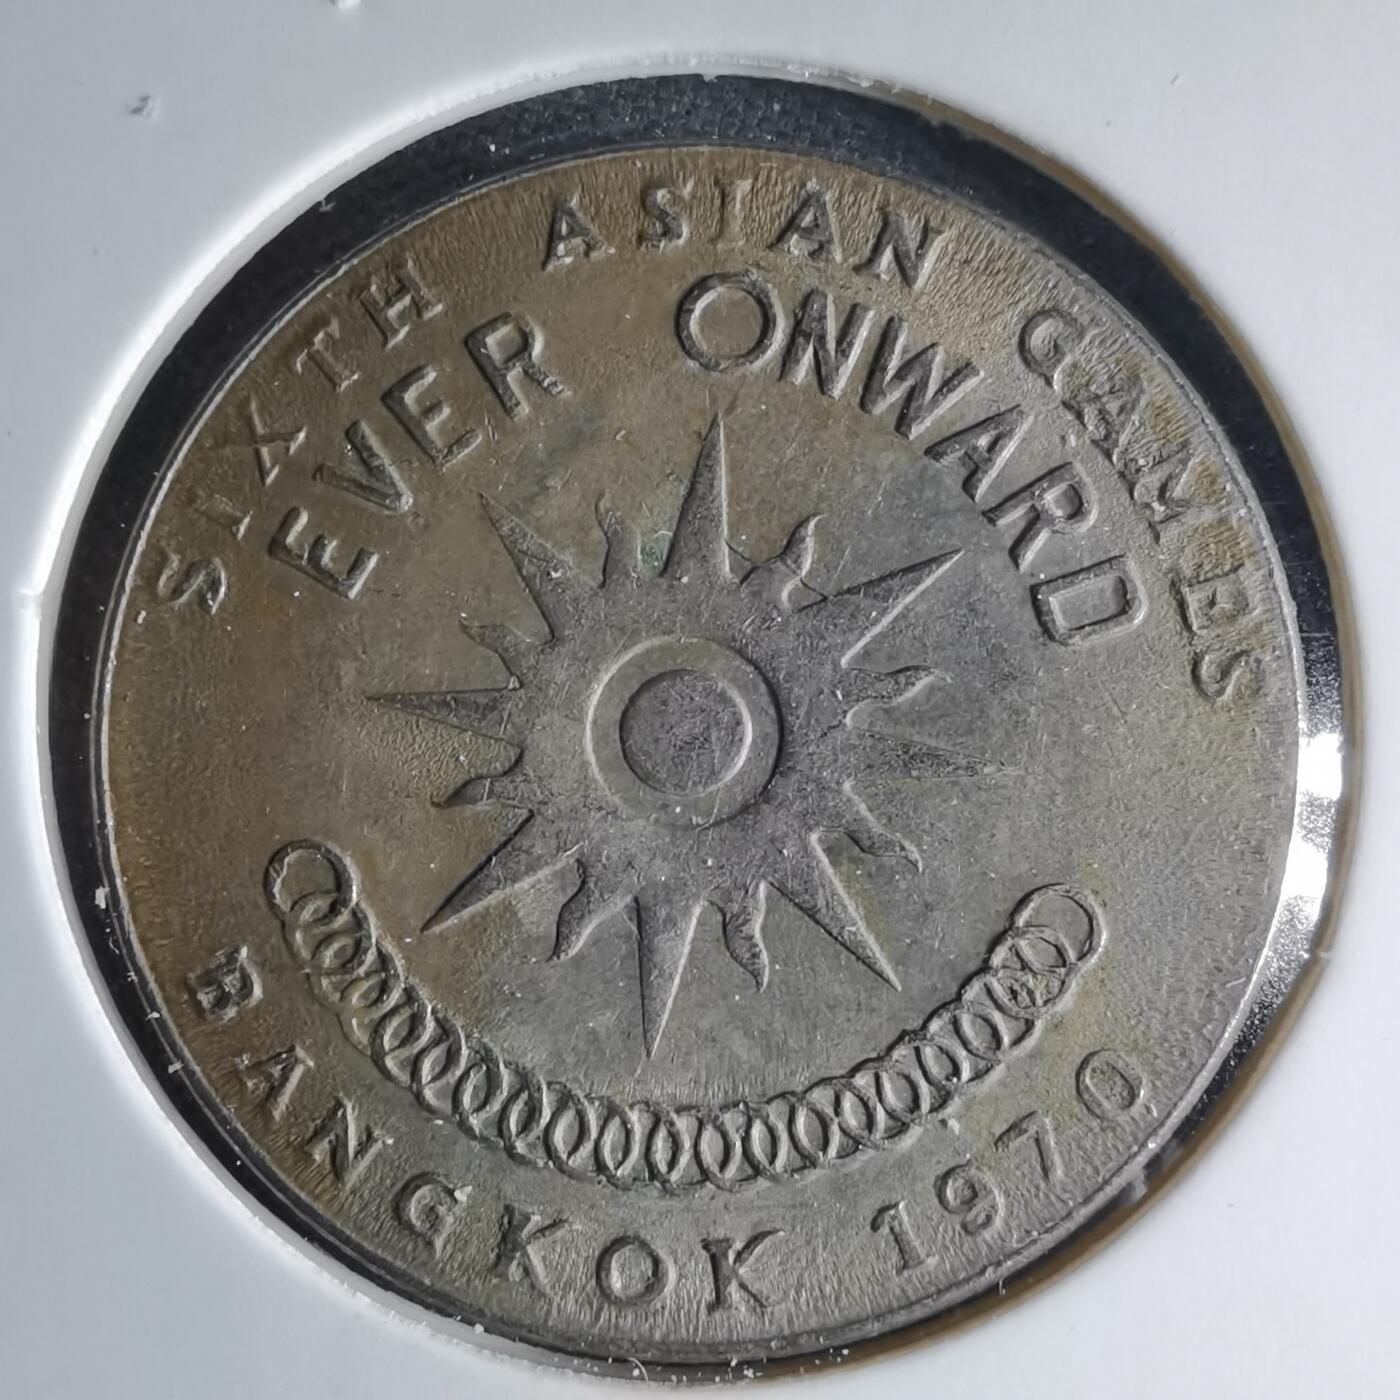 SIXTH ASIAN GAMES
EVER ONWARD
BANGKOK 1970